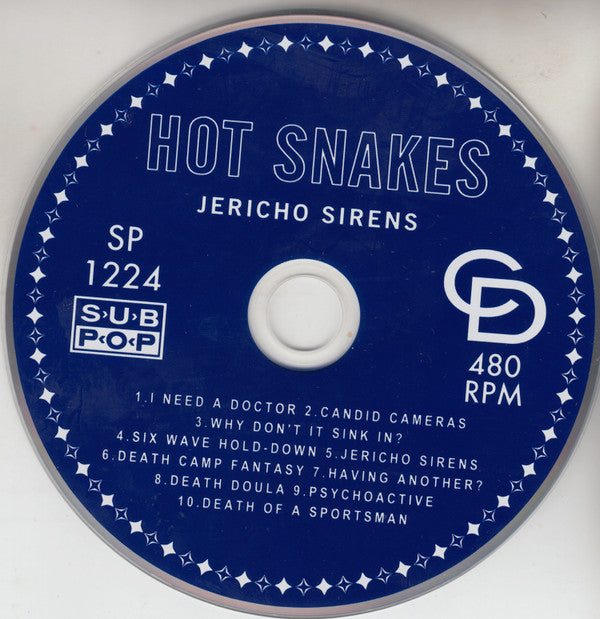 HOT SNAKES
JERICHO SIRENS
SP
1224
S›U›B
P‹O‹P
CD
480
RPM
1.I NEED A DOCTOR 2.CANDID CAMERAS
3.WHY DON'T IT SINK IN?
4.SIX WAVE HOLD-DOWN 5.JERICHO SIRENS
6.DEATH CAMP FANTASY 7.HAVING ANOTHER?
8.DEATH DOULA 9.PSYCHOACTIVE
10.DEATH OF A SPORTSMAN